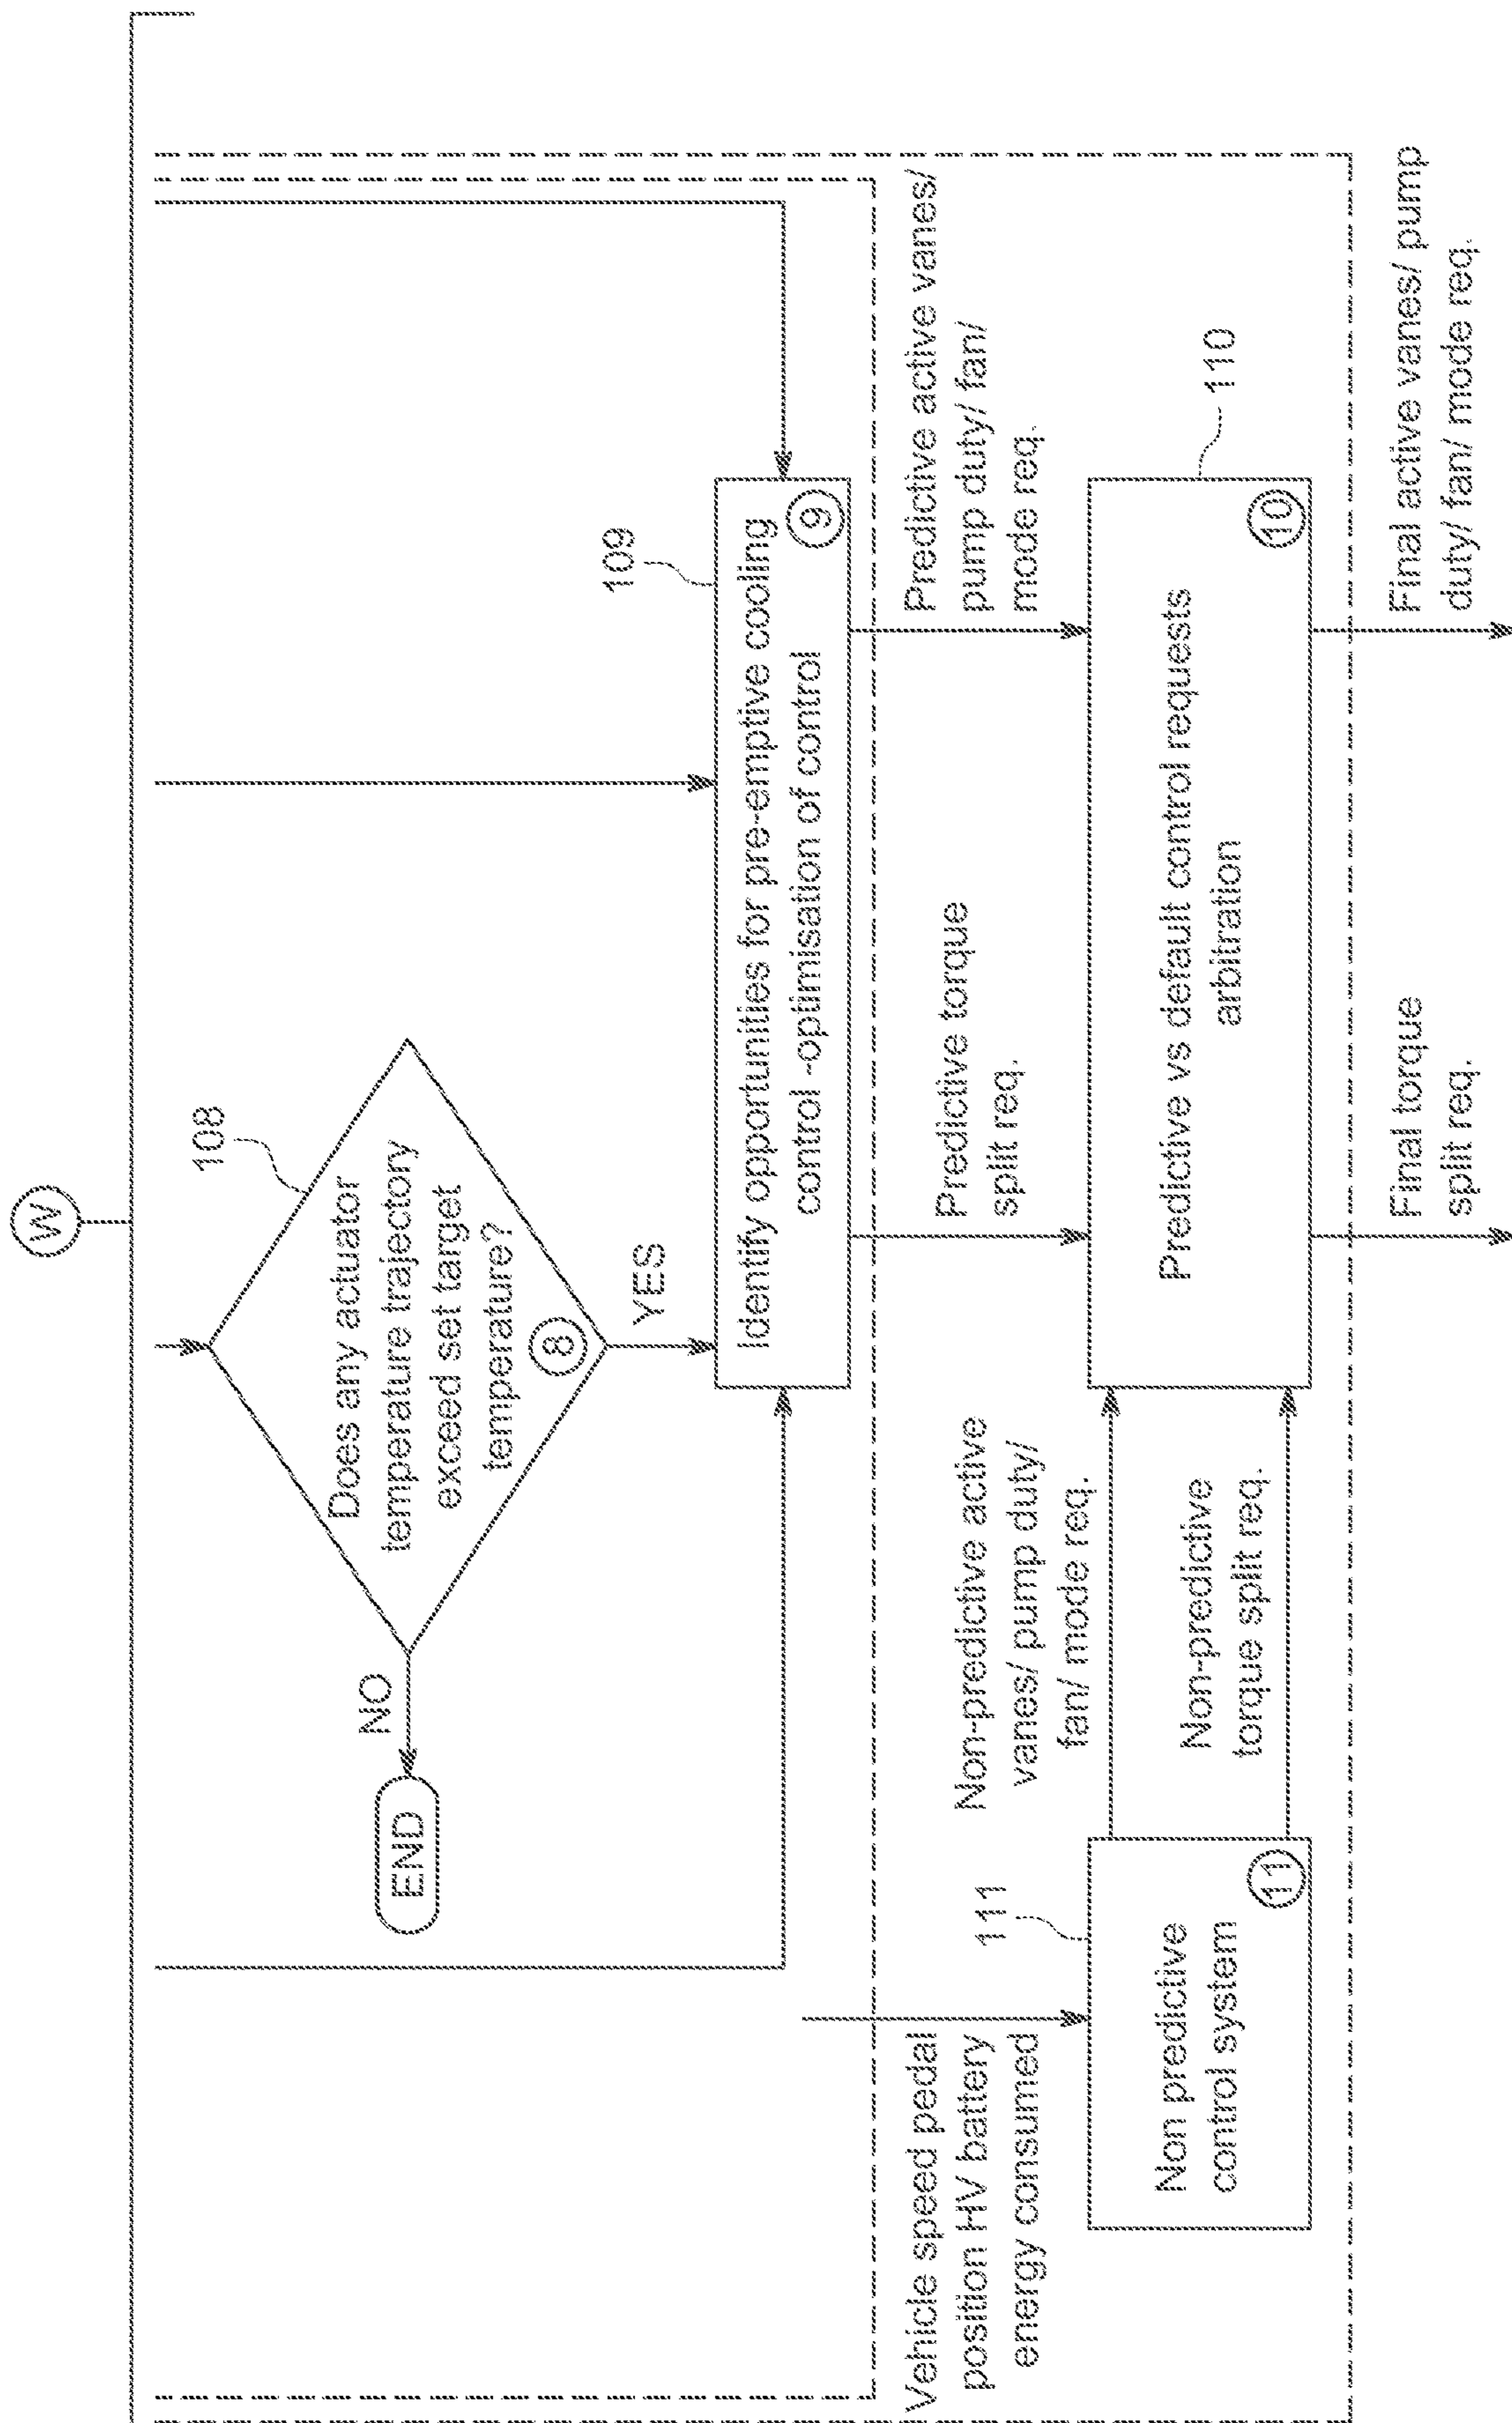 W
108
Does any actuator
temperature trajectory
exceed set target
temperature?
8
NO
END
YES
109
Identify opportunities for pre-emptive cooling
control -optimisation of control
9
Vehicle speed pedal
position HV battery
energy consumed
Predictive torque
split req.
Predictive active vanes/
pump duty/ fan/
mode req.
111
Non predictive
control system
11
Non-predictive active
vanes/ pump duty/
fan/ mode req.
Non-predictive
torque split req.
110
Predictive vs default control requests
arbitration
10
Final torque
split req.
Final active vanes/ pump
duty/ fan/ mode req.